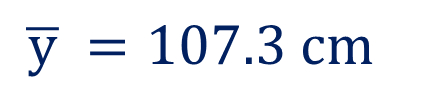 y̅ = 107.3 cm